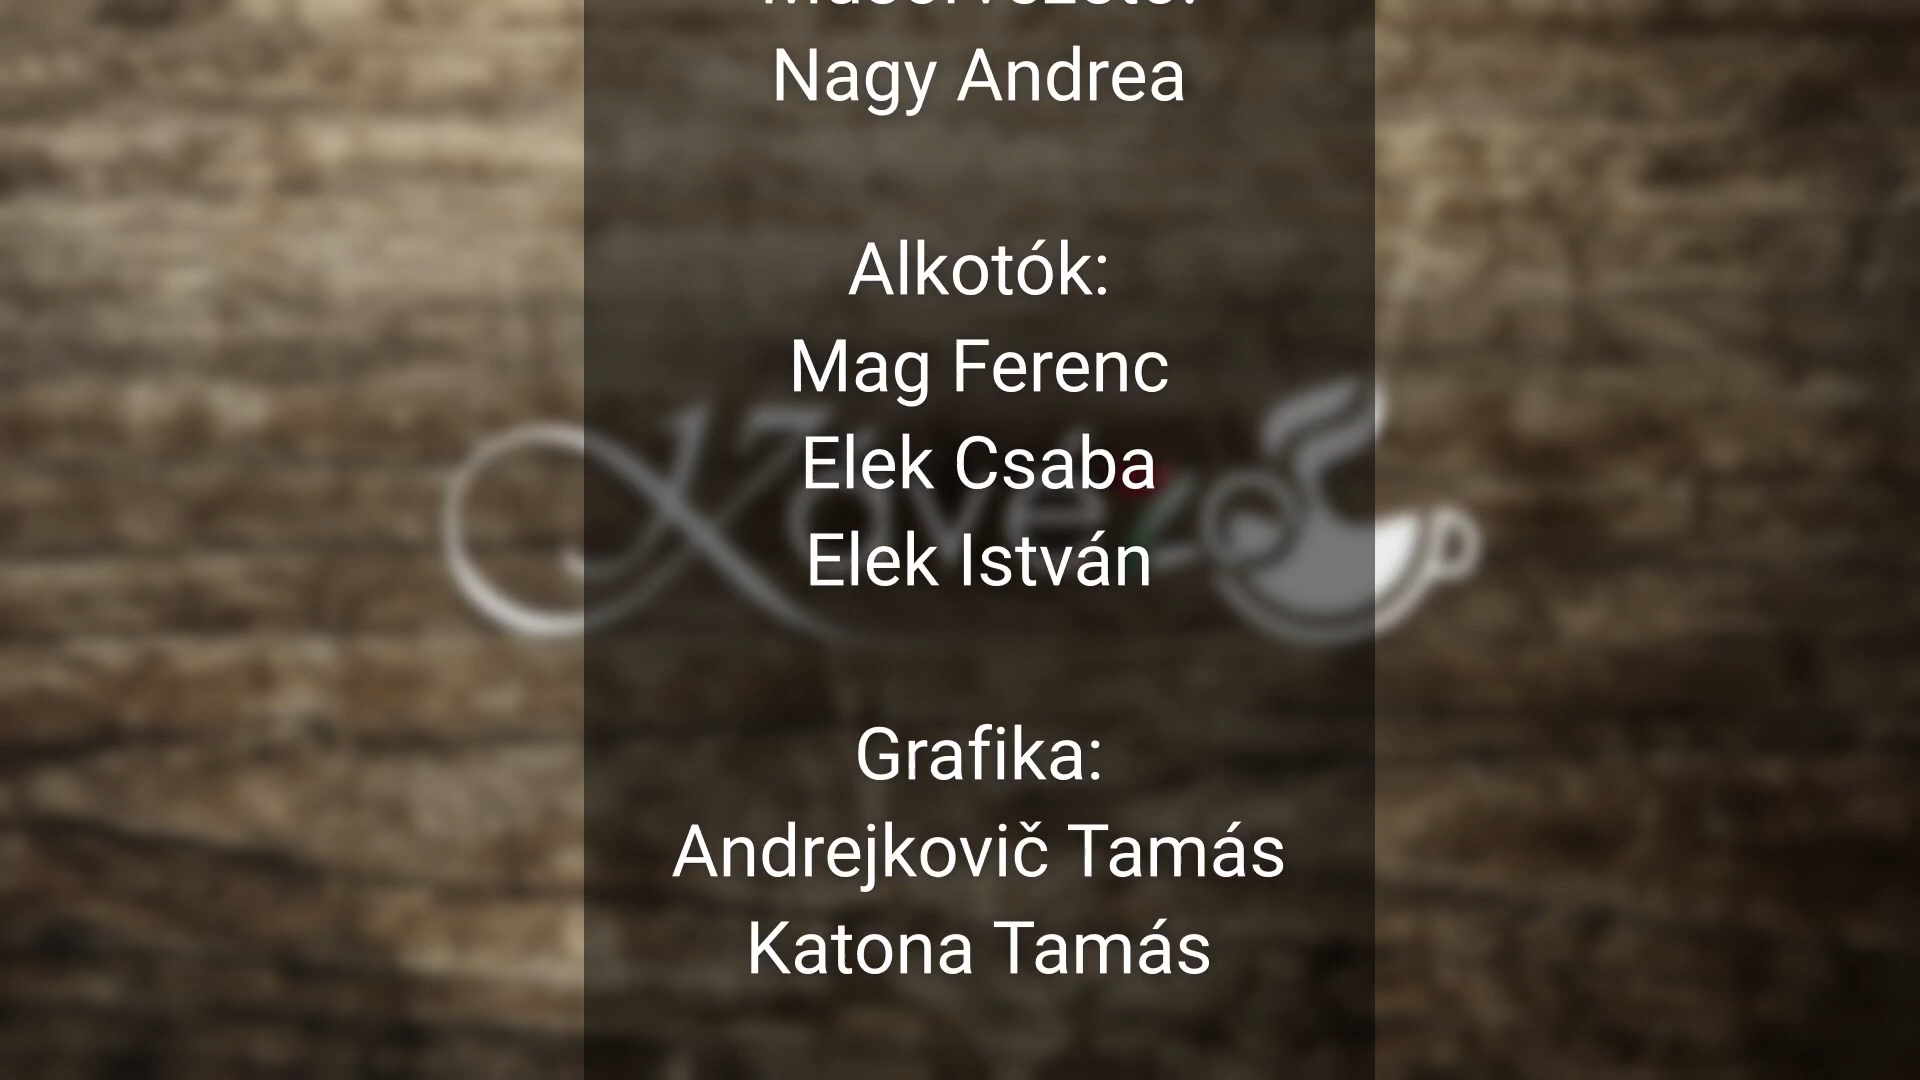 Nagy Andrea
Alkotók:
Mag Ferenc
Elek Csaba
Elek István
Grafika:
Andrejkovič Tamás
Katona Tamás